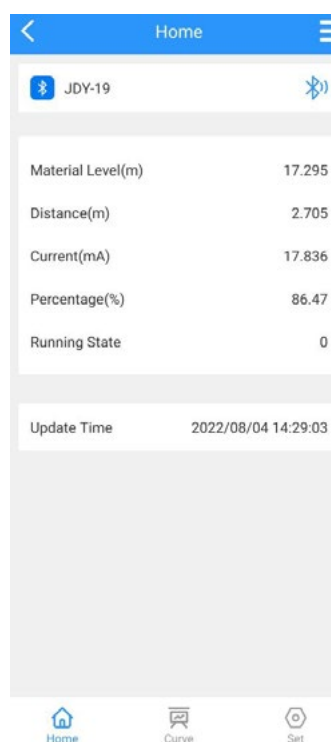 Home
JDY-19
Material Level(m) 17.295
Distance(m) 2.705
Current(mA) 17.836
Percentage(%) 86.47
Running State 0
Update Time 2022/08/04 14:29:03
Home Curve Set